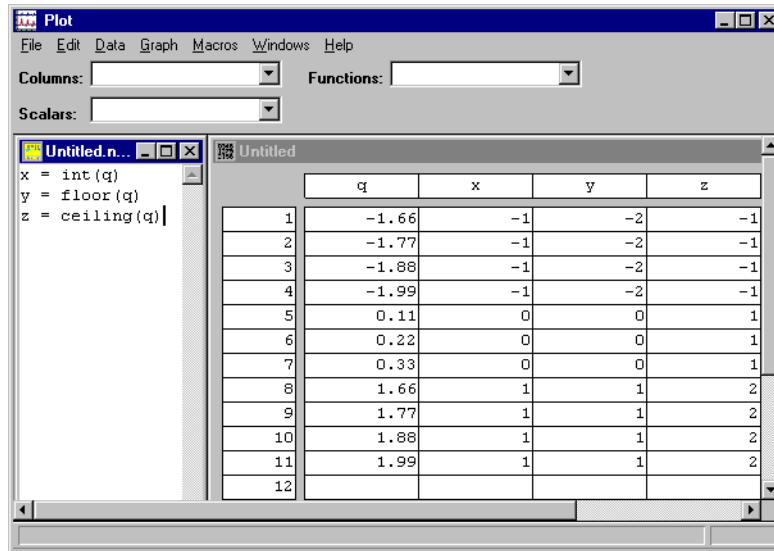 Plot
File Edit Data Graph Macros Windows Help
Columns: Functions:
Scalars:
Untitled.n...
x = int(q)
y = floor(q)
z = ceiling(q)
Untitled
q x y z
1 -1.66 -1 -2 -1
2 -1.77 -1 -2 -1
3 -1.88 -1 -2 -1
4 -1.99 -1 -2 -1
5 0.11 0 0 1
6 0.22 0 0 1
7 0.33 0 0 1
8 1.66 1 1 2
9 1.77 1 1 2
10 1.88 1 1 2
11 1.99 1 1 2
12